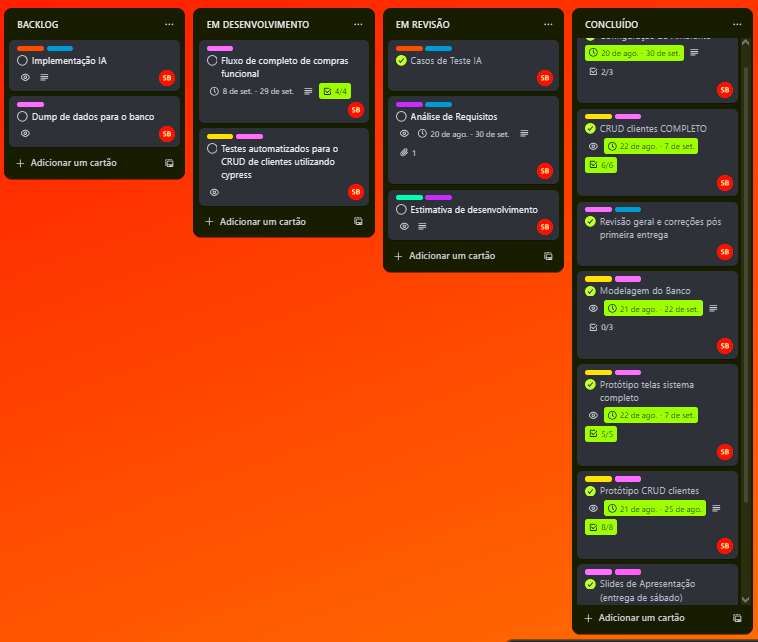 BACKLOG
Implementação IA
SB
Dump de dados para o banco
SB
Adicionar um cartão
EM DESENVOLVIMENTO
Fluxo de completo de compras
funcional
8 de set. - 29 de set.
4/4
SB
Testes automatizados para o
CRUD de clientes utilizando
cypress
SB
Adicionar um cartão
EM REVISÃO
Casos de Teste IA
SB
Análise de Requisitos
20 de ago. - 30 de set.
1
SB
Estimativa de desenvolvimento
SB
Adicionar um cartão
CONCLUÍDO
20 de ago. - 30 de set.
2/3
SB
CRUD clientes COMPLETO
22 de ago. - 7 de set.
6/6
SB
Revisão geral e correções pós
primeira entrega
SB
Modelagem do Banco
21 de ago. - 22 de set.
0/3
SB
Protótipo telas sistema
completo
22 de ago. - 7 de set.
5/5
SB
Protótipo CRUD clientes
21 de ago. - 25 de ago.
8/8
SB
Slides de Apresentação
(entrega de sábado)
Adicionar um cartão